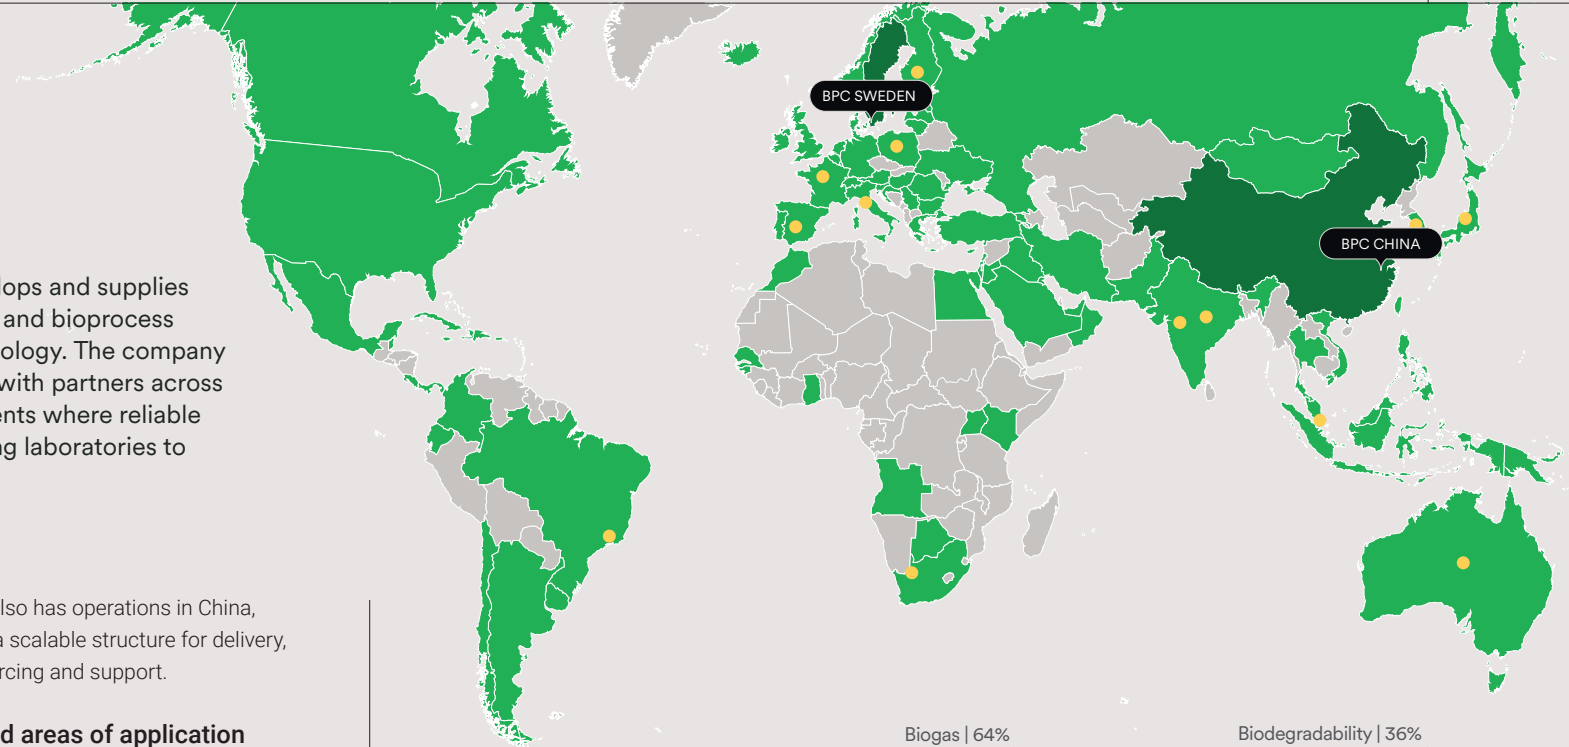 BPC SWEDEN
BPC CHINA
lops and supplies
and bioprocess
ology. The company
with partners across
ents where reliable
g laboratories to
lso has operations in China,
a scalable structure for delivery,
rcing and support.
d areas of application
Biogas | 64%
Biodegradability | 36%